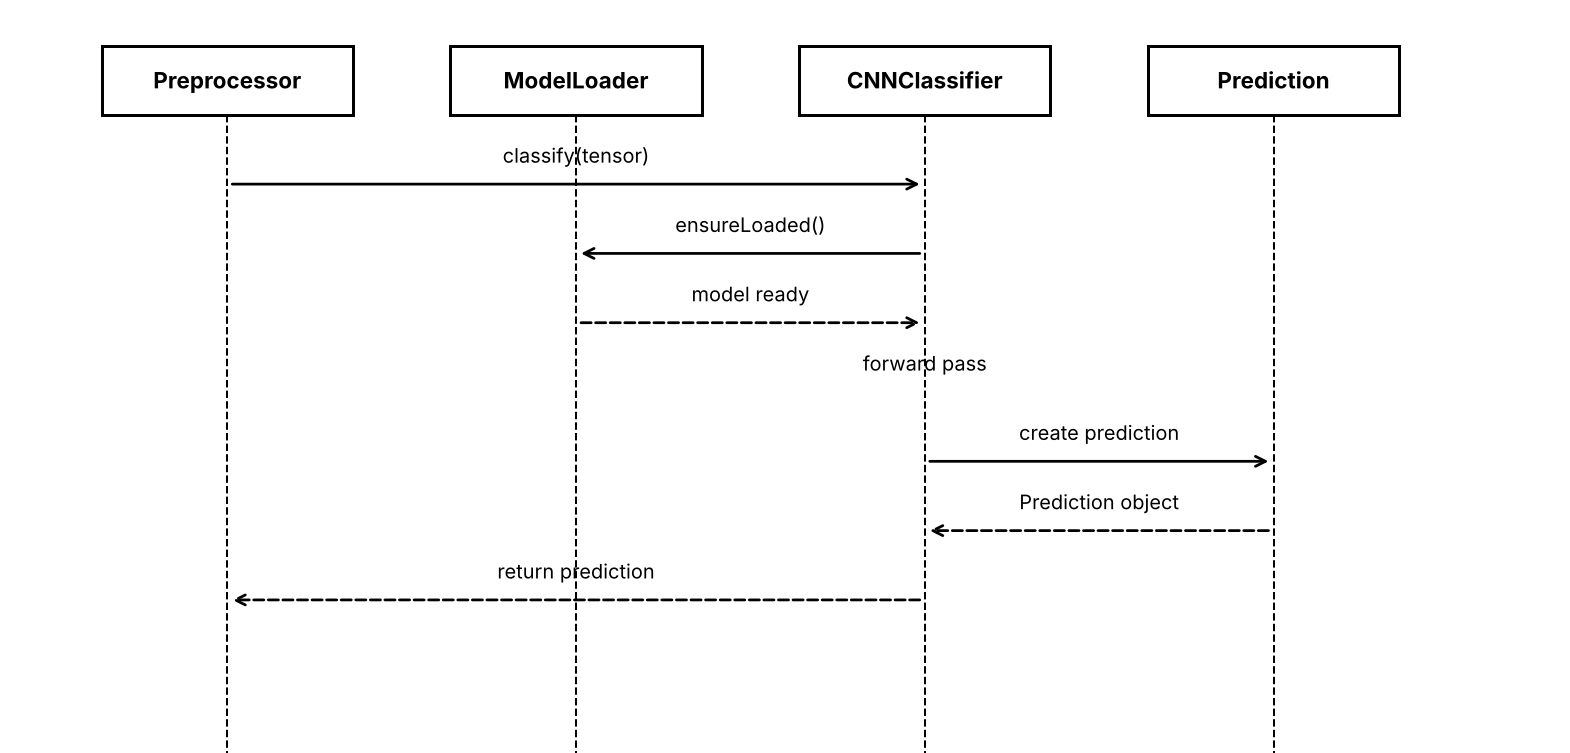 Preprocessor
ModelLoader
CNNClassifier
Prediction
classify(tensor)
ensureLoaded()
model ready
forward pass
create prediction
Prediction object
return prediction